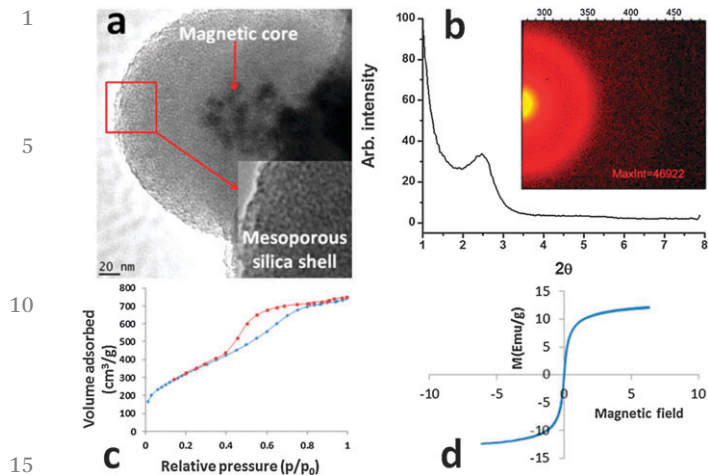 1
5
10
15
a
Magnetic core
Mesoporous
silica shell
20 nm
b
Arb. intensity
100
80
60
40
20
0
1 2 3 4 5 6 7 8
2θ
280 300 350 400 450
MaxInt=46922
c
Volume adsorbed
(cm³/g)
800
700
600
500
400
300
200
100
0
0 0.2 0.4 0.6 0.8 1
Relative pressure (p/p₀)
d
M(Emu/g)
15
10
5
0
-5
-10
-15
-10 -5 0 5 10
Magnetic field